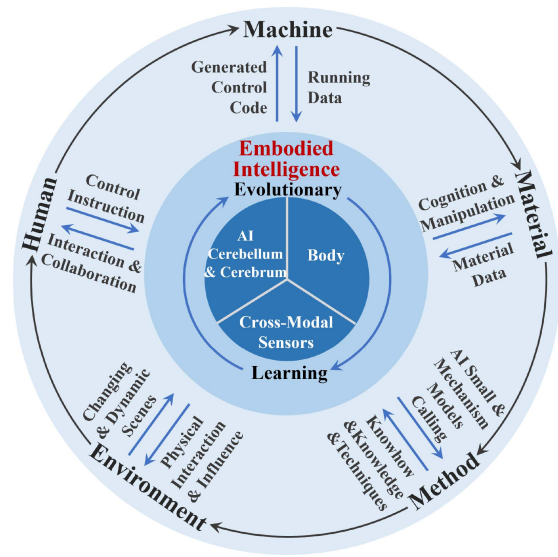 Machine
Generated
Control
Code
Running
Data
Embodied
Intelligence
Evolutionary
AI
Cerebellum
& Cerebrum
Body
Cross-Modal
Sensors
Learning
Human
Control
Instruction
Interaction &
Collaboration
Cognition &
Manipulation
Material
Data
Material
Changing
& Dynamic
Scenes
Physical
Interaction
& Influence
Environment
AI Small &
Mechanism
Models
Calling
Knowhow
&Knowledge
&Techniques
Method